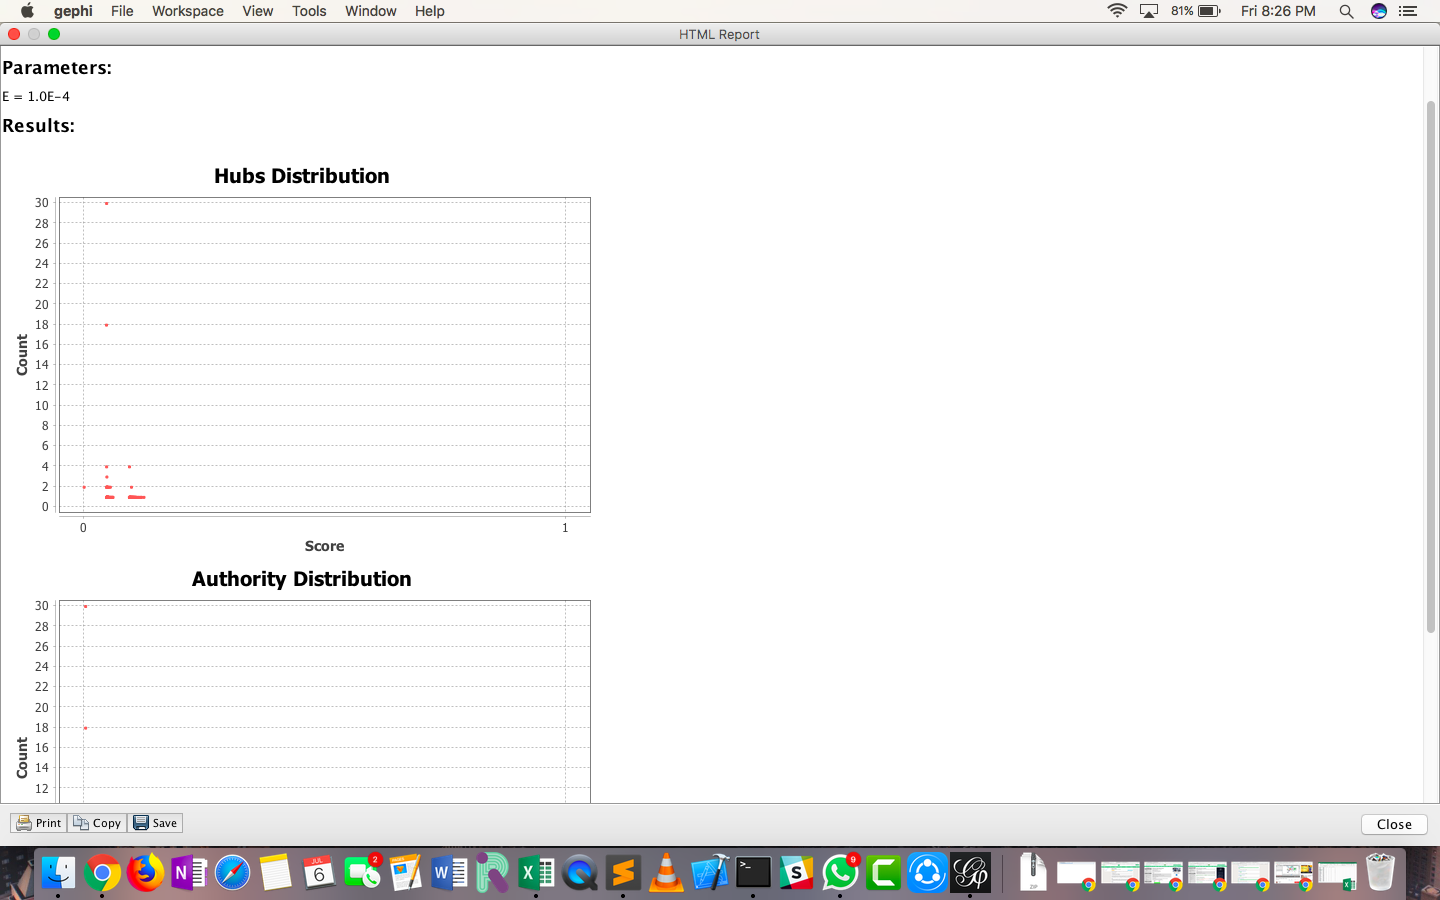 gephi File Workspace View Tools Window Help 81% Fri 8:26 PM
HTML Report
Parameters:
E = 1.0E-4
Results:
Hubs Distribution
30
28
26
24
22
20
18
16
14
12
10
8
6
4
2
0
Count
0 1
Score
Authority Distribution
30
28
26
24
22
20
18
16
14
12
Count
Print Copy Save Close
N W X S
JUL
6
2
9
>_
ZIP